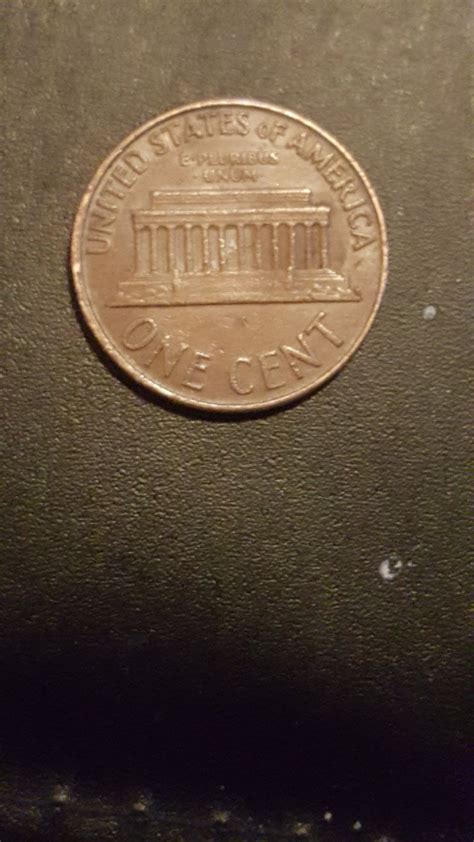 UNITED STATES OF AMERICA
E·PLURIBUS
·UNUM·
ONE CENT